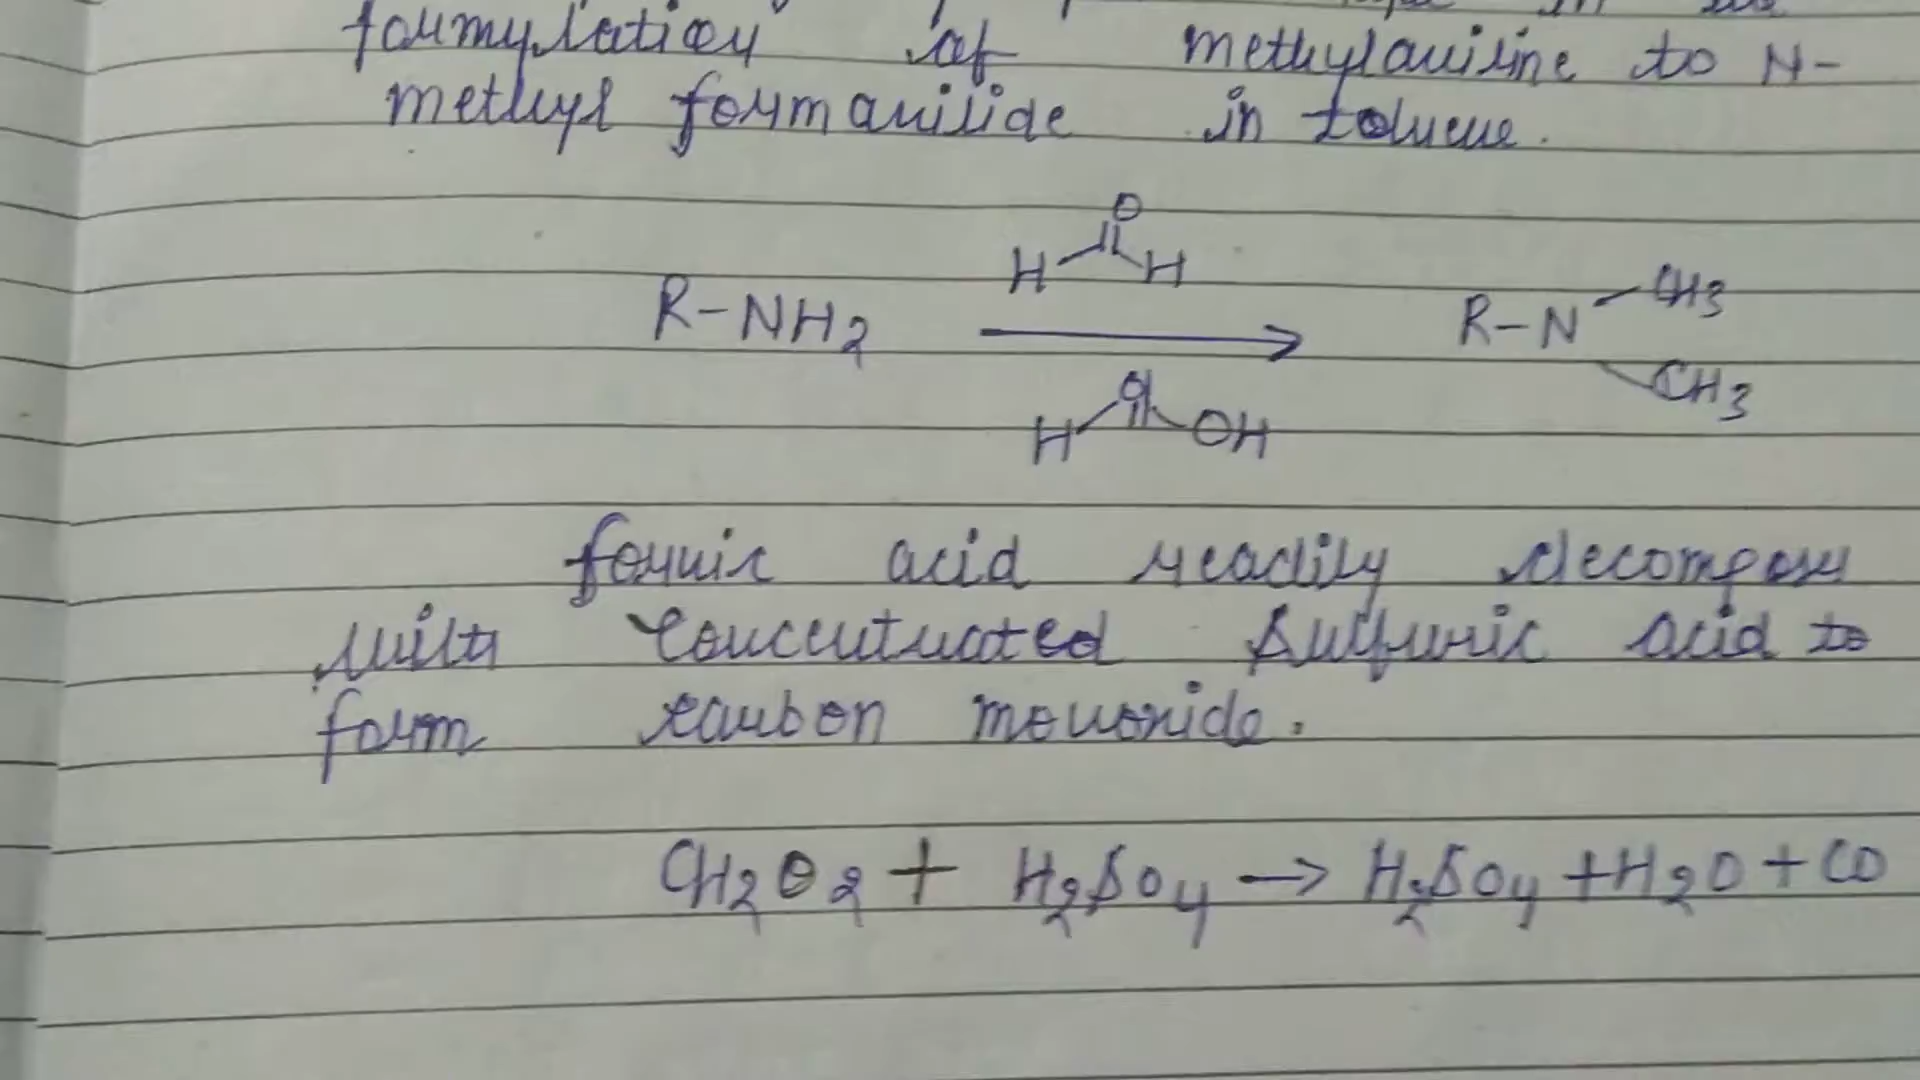 formylation of methylaniline to N-
methyl formanilide in toluene.
O
H H
R-NH2 → R-N CH3
CH3
O
H OH
formic acid readily decompose
with concentrated sulfuric acid to
form carbon monoxide.
CH2O2 + H2SO4 → H2SO4 + H2O + CO